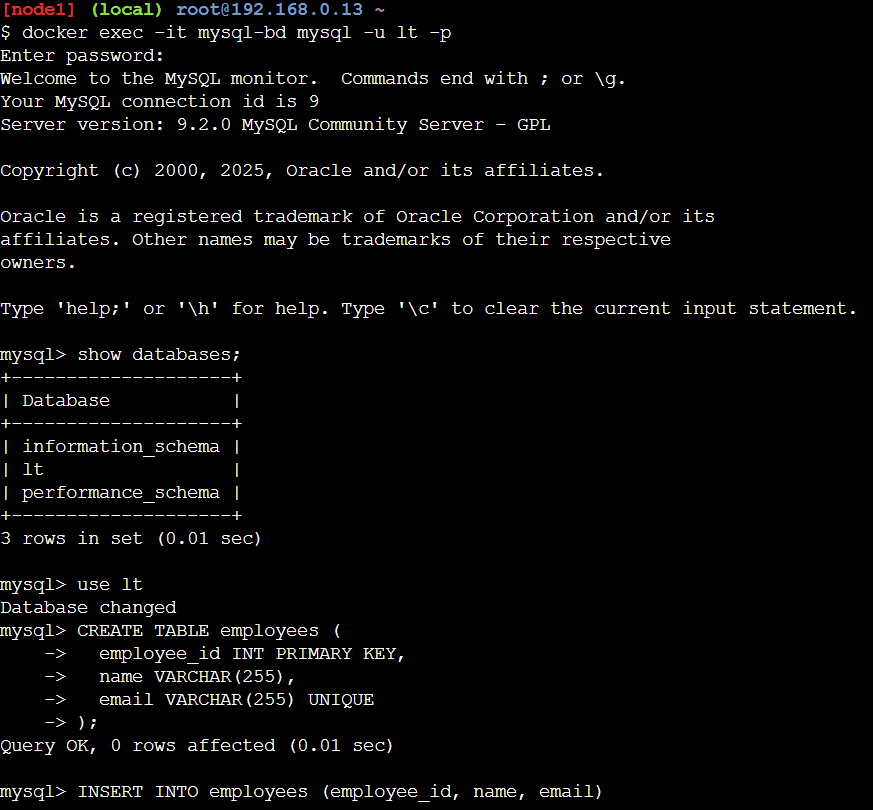 [node1] (local) root@192.168.0.13 ~
$ docker exec -it mysql-bd mysql -u lt -p
Enter password:
Welcome to the MySQL monitor.  Commands end with ; or \g.
Your MySQL connection id is 9
Server version: 9.2.0 MySQL Community Server - GPL

Copyright (c) 2000, 2025, Oracle and/or its affiliates.

Oracle is a registered trademark of Oracle Corporation and/or its
affiliates. Other names may be trademarks of their respective
owners.

Type 'help;' or '\h' for help. Type '\c' to clear the current input statement.

mysql> show databases;
+--------------------+
| Database           |
+--------------------+
| information_schema |
| lt                 |
| performance_schema |
+--------------------+
3 rows in set (0.01 sec)

mysql> use lt
Database changed
mysql> CREATE TABLE employees (
    ->   employee_id INT PRIMARY KEY,
    ->   name VARCHAR(255),
    ->   email VARCHAR(255) UNIQUE
    -> );
Query OK, 0 rows affected (0.01 sec)

mysql> INSERT INTO employees (employee_id, name, email)